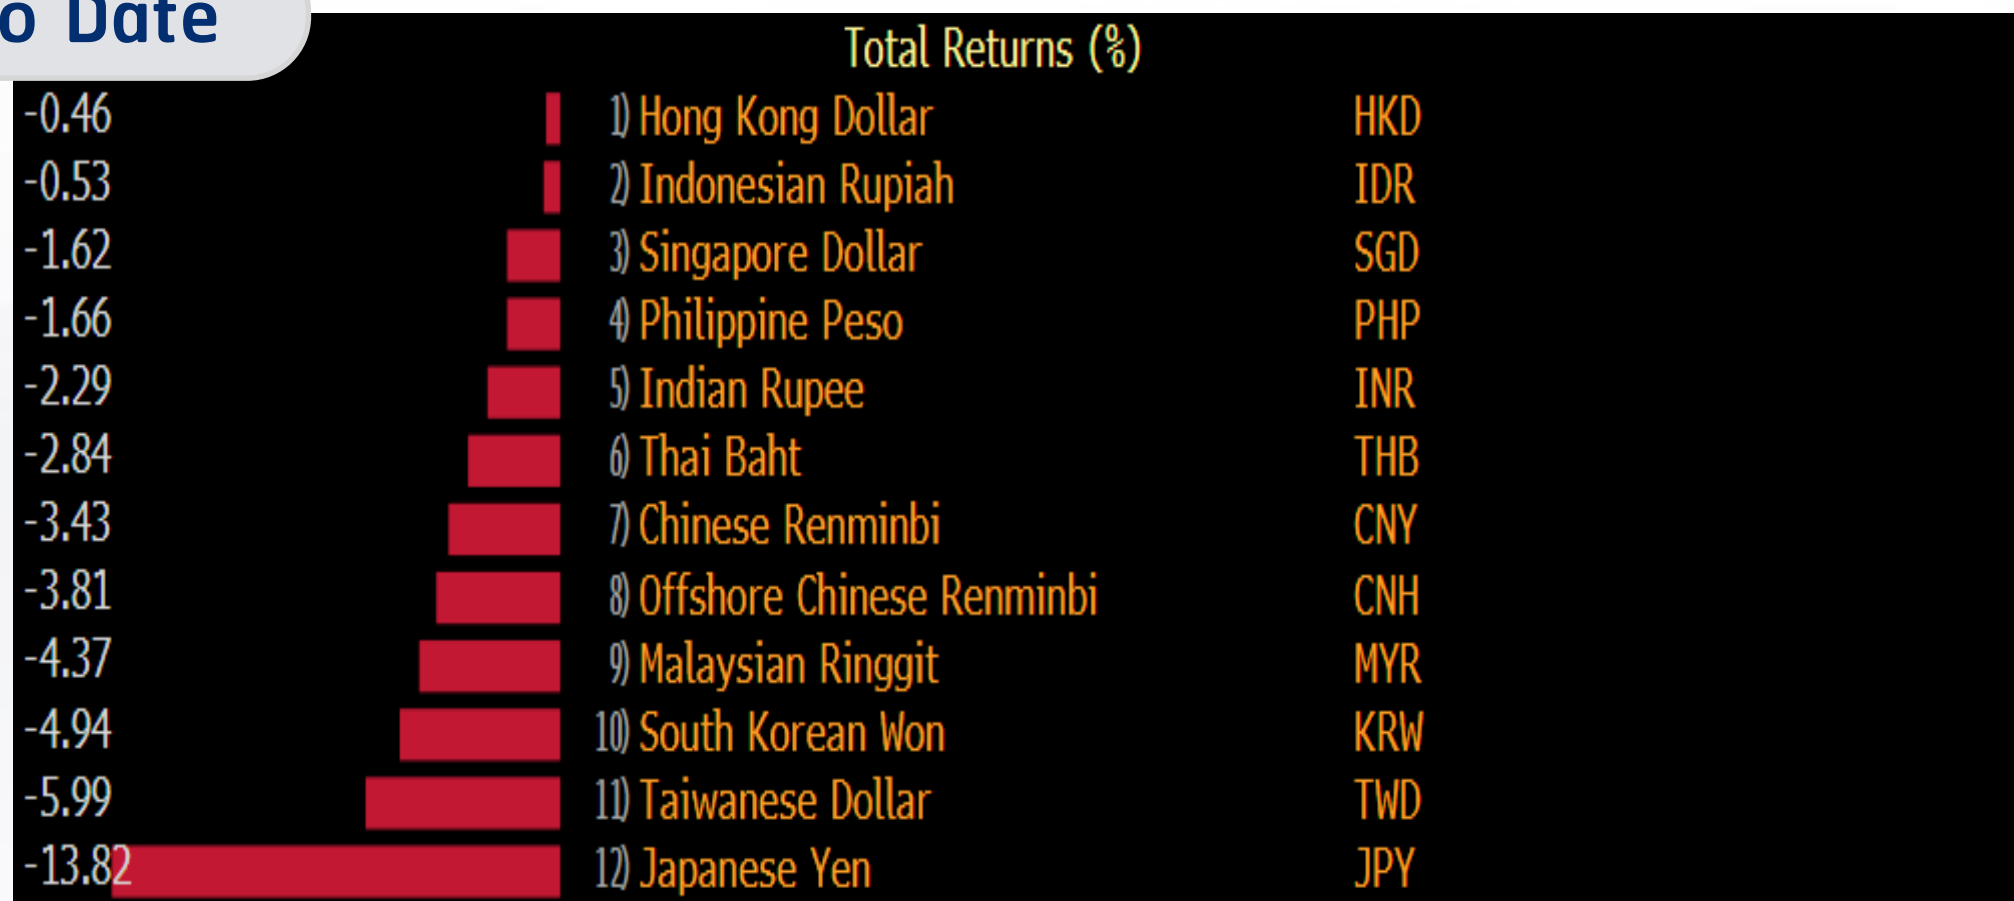 o Date
Total Returns (%)
-0.46 1) Hong Kong Dollar HKD
-0.53 2) Indonesian Rupiah IDR
-1.62 3) Singapore Dollar SGD
-1.66 4) Philippine Peso PHP
-2.29 5) Indian Rupee INR
-2.84 6) Thai Baht THB
-3.43 7) Chinese Renminbi CNY
-3.81 8) Offshore Chinese Renminbi CNH
-4.37 9) Malaysian Ringgit MYR
-4.94 10) South Korean Won KRW
-5.99 11) Taiwanese Dollar TWD
-13.82 12) Japanese Yen JPY